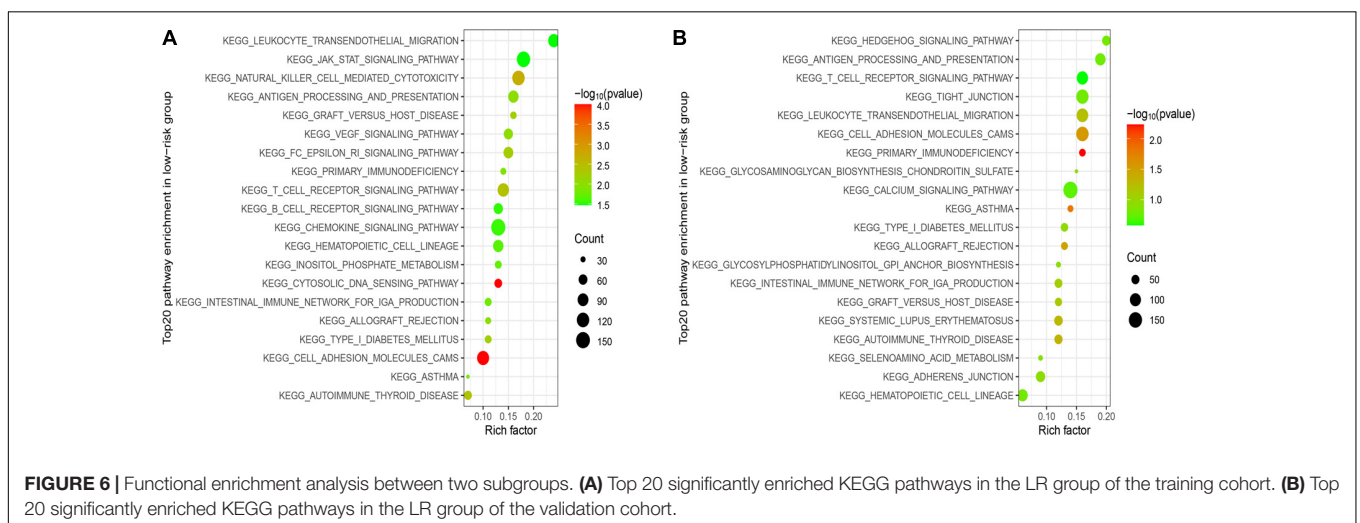 A
Top20 pathway enrichment in low-risk group
KEGG_LEUKOCYTE_TRANSENDOTHELIAL_MIGRATION
KEGG_JAK_STAT_SIGNALING_PATHWAY
KEGG_NATURAL_KILLER_CELL_MEDIATED_CYTOTOXICITY
KEGG_ANTIGEN_PROCESSING_AND_PRESENTATION
KEGG_GRAFT_VERSUS_HOST_DISEASE
KEGG_VEGF_SIGNALING_PATHWAY
KEGG_FC_EPSILON_RI_SIGNALING_PATHWAY
KEGG_PRIMARY_IMMUNODEFICIENCY
KEGG_T_CELL_RECEPTOR_SIGNALING_PATHWAY
KEGG_B_CELL_RECEPTOR_SIGNALING_PATHWAY
KEGG_CHEMOKINE_SIGNALING_PATHWAY
KEGG_HEMATOPOIETIC_CELL_LINEAGE
KEGG_INOSITOL_PHOSPHATE_METABOLISM
KEGG_CYTOSOLIC_DNA_SENSING_PATHWAY
KEGG_INTESTINAL_IMMUNE_NETWORK_FOR_IGA_PRODUCTION
KEGG_ALLOGRAFT_REJECTION
KEGG_TYPE_I_DIABETES_MELLITUS
KEGG_CELL_ADHESION_MOLECULES_CAMS
KEGG_ASTHMA
KEGG_AUTOIMMUNE_THYROID_DISEASE
0.10 0.15 0.20
Rich factor
−log10(pvalue)
4.0
3.5
3.0
2.5
2.0
1.5
Count
30
60
90
120
150
B
Top20 pathway enrichment in low-risk group
KEGG_HEDGEHOG_SIGNALING_PATHWAY
KEGG_ANTIGEN_PROCESSING_AND_PRESENTATION
KEGG_T_CELL_RECEPTOR_SIGNALING_PATHWAY
KEGG_TIGHT_JUNCTION
KEGG_LEUKOCYTE_TRANSENDOTHELIAL_MIGRATION
KEGG_CELL_ADHESION_MOLECULES_CAMS
KEGG_PRIMARY_IMMUNODEFICIENCY
KEGG_GLYCOSAMINOGLYCAN_BIOSYNTHESIS_CHONDROITIN_SULFATE
KEGG_CALCIUM_SIGNALING_PATHWAY
KEGG_ASTHMA
KEGG_TYPE_I_DIABETES_MELLITUS
KEGG_ALLOGRAFT_REJECTION
KEGG_GLYCOSYLPHOSPHATIDYLINOSITOL_GPI_ANCHOR_BIOSYNTHESIS
KEGG_INTESTINAL_IMMUNE_NETWORK_FOR_IGA_PRODUCTION
KEGG_GRAFT_VERSUS_HOST_DISEASE
KEGG_SYSTEMIC_LUPUS_ERYTHEMATOSUS
KEGG_AUTOIMMUNE_THYROID_DISEASE
KEGG_SELENOAMINO_ACID_METABOLISM
KEGG_ADHERENS_JUNCTION
KEGG_HEMATOPOIETIC_CELL_LINEAGE
0.10 0.15 0.20
Rich factor
−log10(pvalue)
2.0
1.5
1.0
Count
50
100
150
FIGURE 6 | Functional enrichment analysis between two subgroups. (A) Top 20 significantly enriched KEGG pathways in the LR group of the training cohort. (B) Top
20 significantly enriched KEGG pathways in the LR group of the validation cohort.